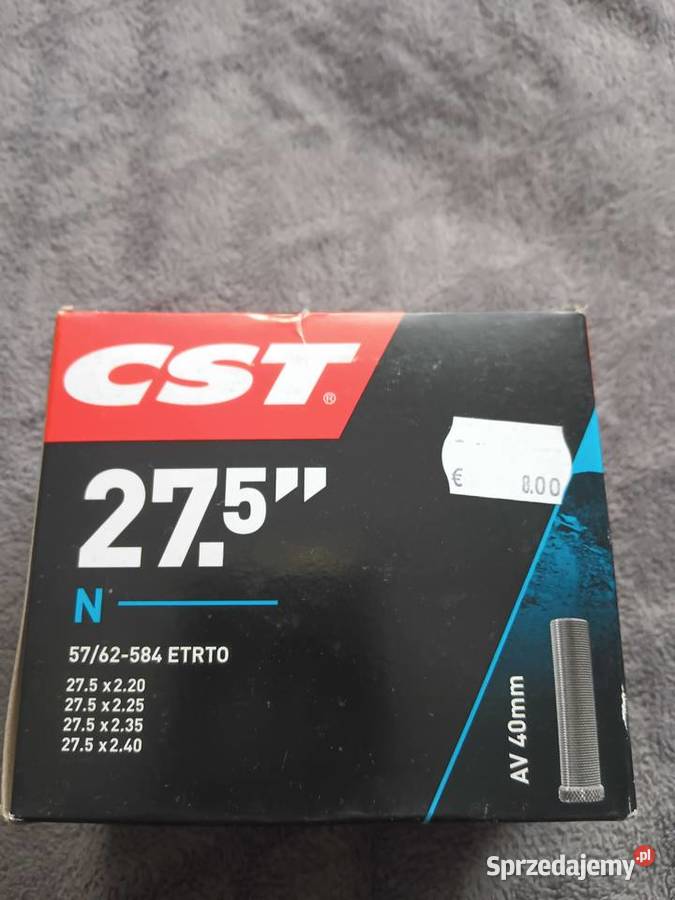 CST®
€ 8.00
27.5"
N
57/62-584 ETRTO
27.5 x 2.20
27.5 x 2.25
27.5 x 2.35
27.5 x 2.40
AV 40mm
Sprzedajemy.pl